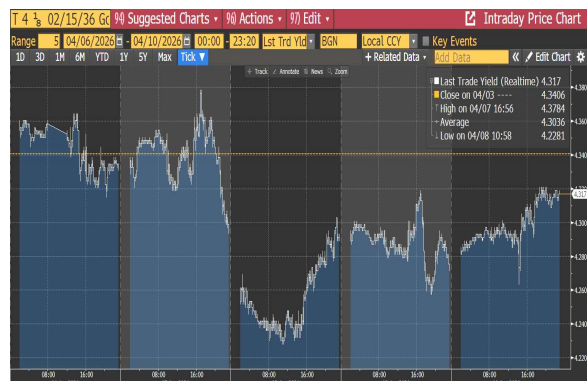 T 4 ⅛ 02/15/36 Go 94) Suggested Charts 96) Actions 97) Edit Intraday Price Chart
Range 5 04/06/2026 - 04/10/2026 00:00 - 23:20 Lst Trd Yld BGN Local CCY Key Events
1D 3D 1M 6M YTD 1Y 5Y Max Tick ▼ + Related Data Add Data « Edit Chart
+ Track Annotate News Zoom
Last Trade Yield (Realtime) 4.317
Close on 04/03 ---- 4.3406
High on 04/07 16:56 4.3784
Average 4.3036
Low on 04/08 10:58 4.2281
4.380
4.360
4.340
4.317
4.300
4.280
4.260
4.240
4.220
08:00 16:00 08:00 16:00 08:00 16:00 08:00 16:00 08:00 16:00